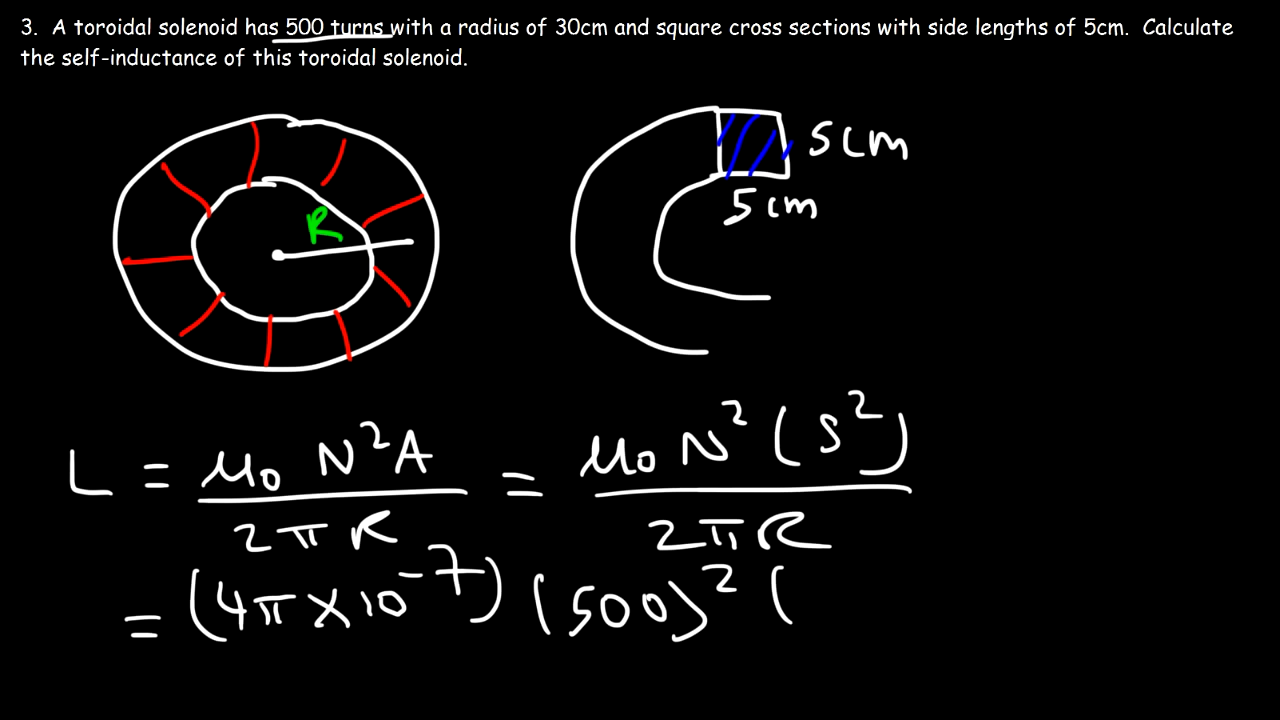 3. A toroidal solenoid has 500 turns with a radius of 30cm and square cross sections with side lengths of 5cm. Calculate
the self-inductance of this toroidal solenoid.
R
5cm
5cm
L = μ₀ N²A / 2πR = μ₀ N² (S²) / 2πR
= (4π×10⁻⁷) (500)² (